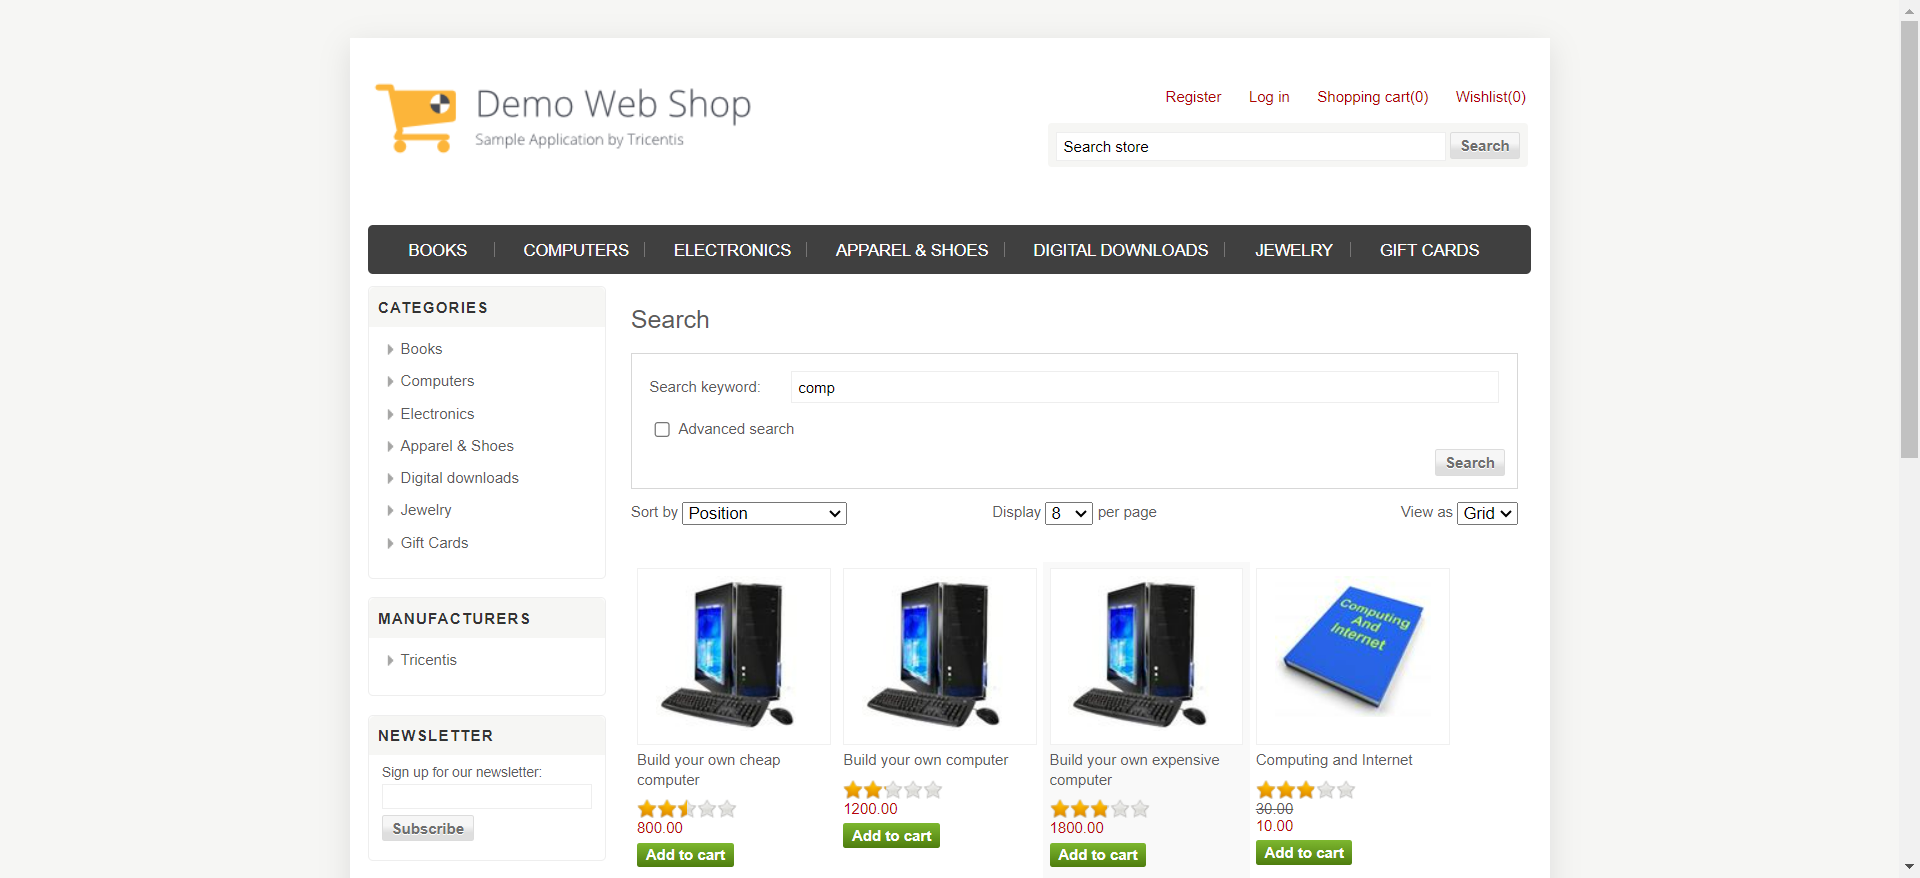 Demo Web Shop
Sample Application by Tricentis
Register Log in Shopping cart(0) Wishlist(0)
Search store Search
BOOKS COMPUTERS ELECTRONICS APPAREL & SHOES DIGITAL DOWNLOADS JEWELRY GIFT CARDS
CATEGORIES
Books
Computers
Electronics
Apparel & Shoes
Digital downloads
Jewelry
Gift Cards
MANUFACTURERS
Tricentis
NEWSLETTER
Sign up for our newsletter:
Subscribe
Search
Search keyword: comp
Advanced search
Search
Sort by Position Display 8 per page View as Grid
Computing
And
Internet
Build your own cheap
computer
800.00
Add to cart
Build your own computer
1200.00
Add to cart
Build your own expensive
computer
1800.00
Add to cart
Computing and Internet
30.00
10.00
Add to cart